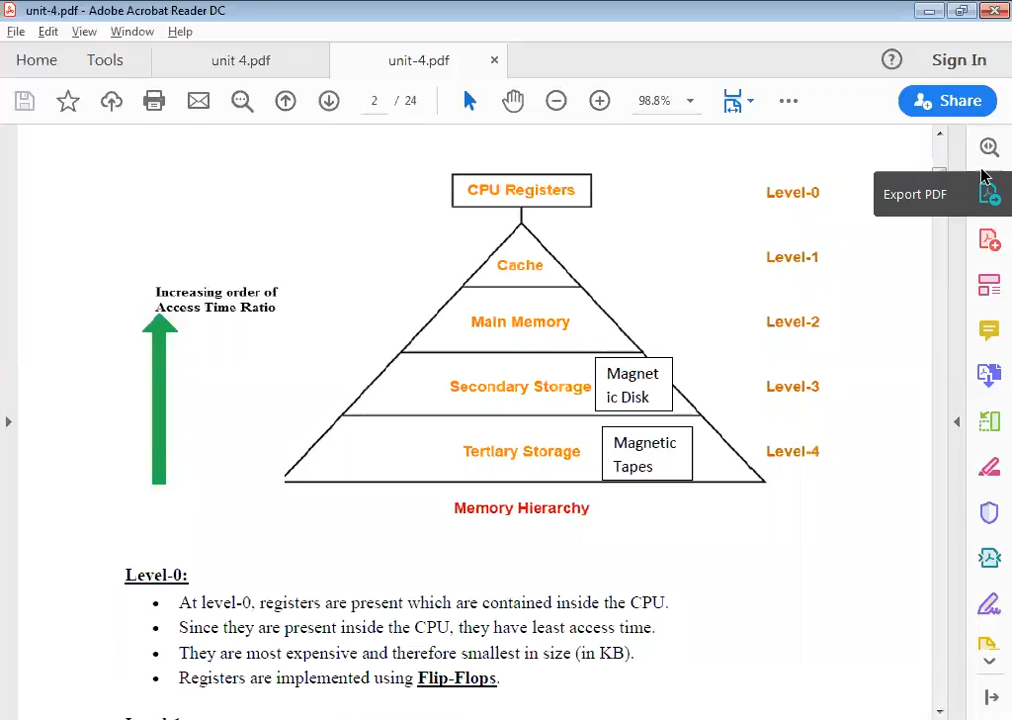 unit-4.pdf - Adobe Acrobat Reader DC
File Edit View Window Help
Home Tools unit 4.pdf unit-4.pdf × Sign In
2 / 24 98.8% Share
Export PDF
CPU Registers Level-0
Cache Level-1
Increasing order of
Access Time Ratio
Main Memory Level-2
Secondary Storage Level-3
Magnet
ic Disk
Tertiary Storage Level-4
Magnetic
Tapes
Memory Hierarchy
Level-0:
• At level-0, registers are present which are contained inside the CPU.
• Since they are present inside the CPU, they have least access time.
• They are most expensive and therefore smallest in size (in KB).
• Registers are implemented using Flip-Flops.